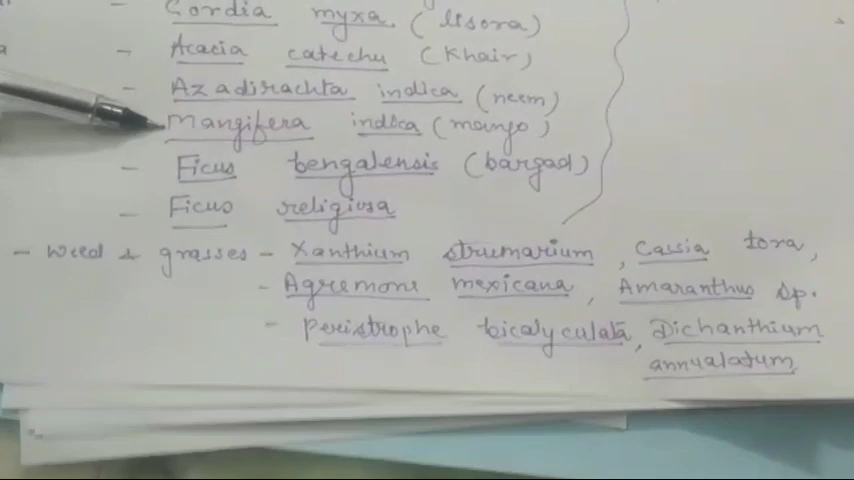 - Cordia myxa (lisora)
- Acacia catechu (Khair)
- Azadirachta indica (neem)
Mangifera indica (mango)
- Ficus bengalensis (bargad)
- Ficus religiosa
- Weed & grasses - Xanthium strumarium, Cassia tora,
- Agremone mexicana, Amaranthus sp.
- Peristrophe bicalyculata, Dichanthium
annualatum